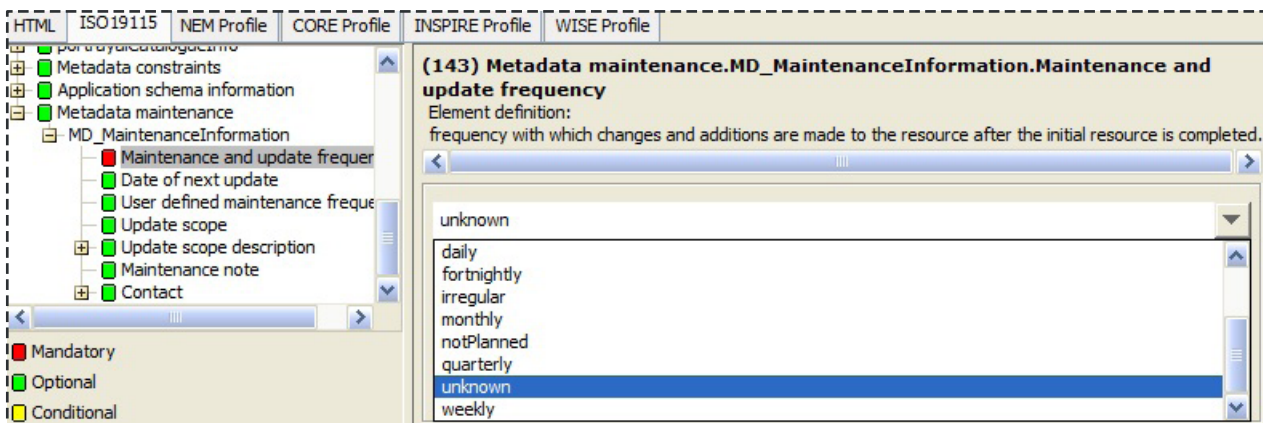 HTML ISO19115 NEM Profile CORE Profile INSPIRE Profile WISE Profile
portrayalCatalogueInfo
Metadata constraints
Application schema information
Metadata maintenance
MD_MaintenanceInformation
Maintenance and update frequer
Date of next update
User defined maintenance freque
Update scope
Update scope description
Maintenance note
Contact
Mandatory
Optional
Conditional
(143) Metadata maintenance.MD_MaintenanceInformation.Maintenance and
update frequency
Element definition:
frequency with which changes and additions are made to the resource after the initial resource is completed.
unknown
daily
fortnightly
irregular
monthly
notPlanned
quarterly
unknown
weekly